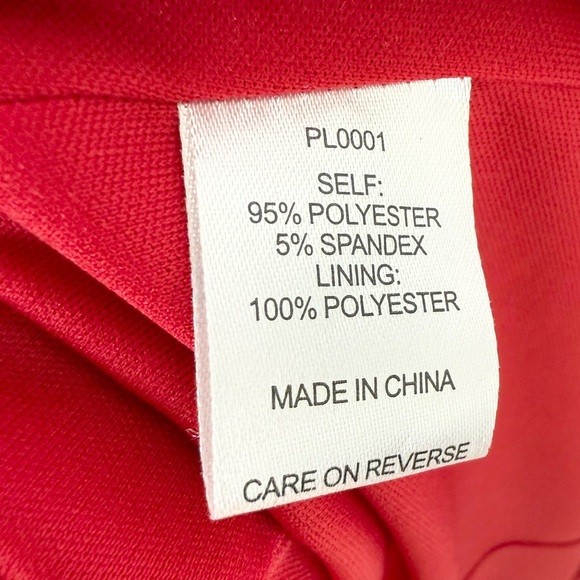 PL0001
SELF:
95% POLYESTER
5% SPANDEX
LINING:
100% POLYESTER
MADE IN CHINA
CARE ON REVERSE